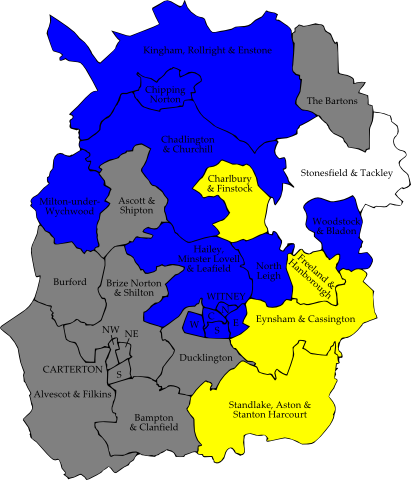 Kingham, Rollright & Enstone
Chipping
Norton
The Bartons
Chadlington
& Churchill
Stonesfield & Tackley
Charlbury
& Finstock
Milton-under-
Wychwood
Ascott &
Shipton
Woodstock
& Bladon
Hailey,
Minster Lovell
& Leafield
North
Leigh
Freeland &
Hanborough
Burford
Brize Norton
& Shilton
WITNEY
N
W
E
S
Eynsham & Cassington
NW
NE
CARTERTON
S
Ducklington
Alvescot & Filkins
Standlake, Aston &
Stanton Harcourt
Bampton
& Clanfield